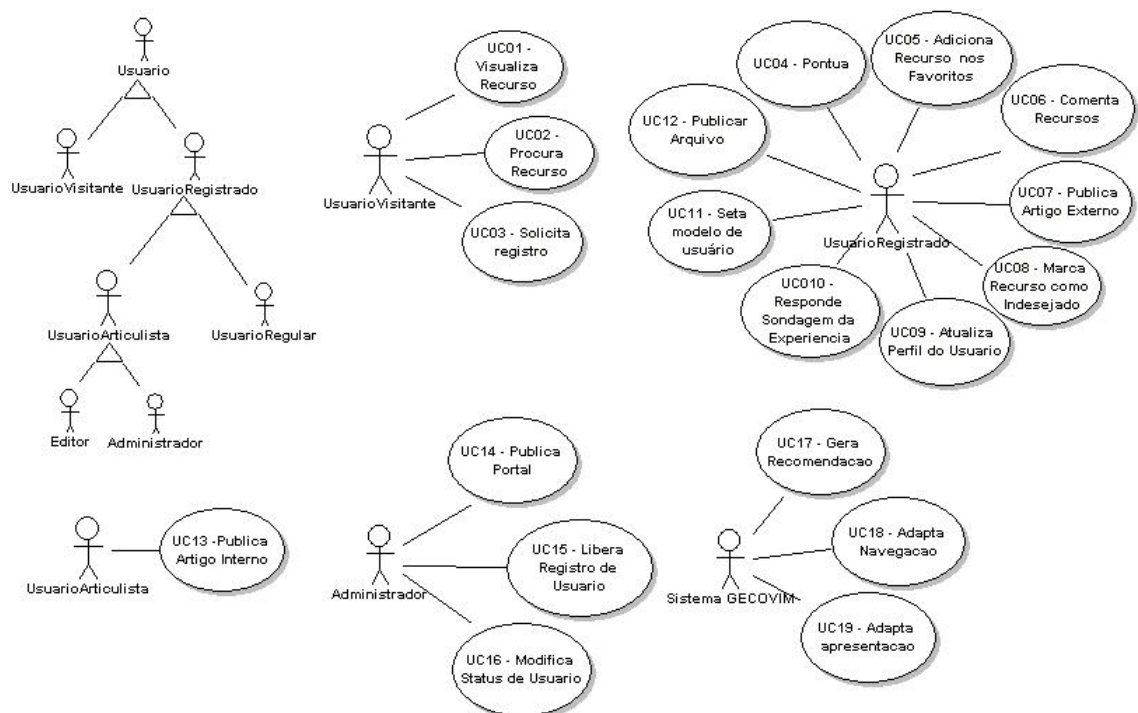 Usuario
UsuarioVisitante
UsuarioRegistrado
UsuarioArticulista
UsuarioRegular
Editor
Administrador
UC01 -
Visualiza
Recurso
UC02 -
Procura
Recurso
UC03 - Solicita
registro
UsuarioVisitante
UC04 - Pontua
UC05 - Adiciona
Recurso nos
Favoritos
UC06 - Comenta
Recursos
UC07 - Publica
Artigo Externo
UC08 - Marca
Recurso como
Indesejado
UC09 - Atualiza
Perfil do Usuario
UC010 -
Responde
Sondagem da
Experiencia
UC11 - Seta
modelo de
usuário
UC12 - Publicar
Arquivo
UsuarioRegistrado
UC13 -Publica
Artigo Interno
UsuarioArticulista
UC14 - Publica
Portal
UC15 - Libera
Registro de
Usuario
UC16 - Modifica
Status de Usuario
Administrador
UC17 - Gera
Recomendacao
UC18 - Adapta
Navegacao
UC19 - Adapta
apresentacao
Sistema GECOVIM